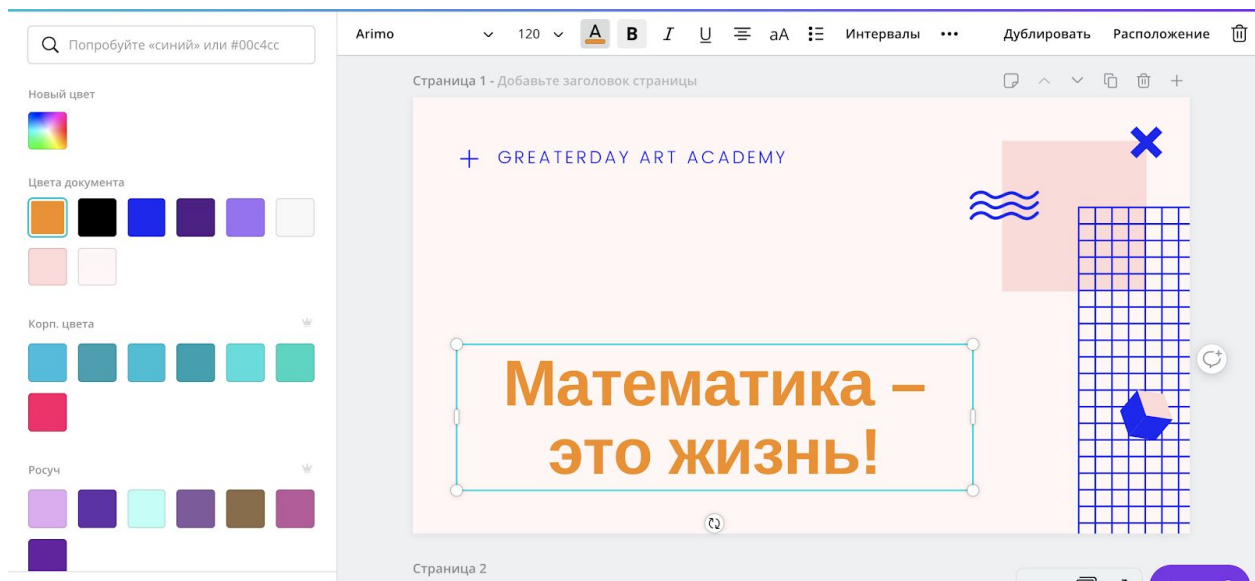 Попробуйте «синий» или #00c4cc
Новый цвет
Цвета документа
Корп. цвета
Росуч
Arimo 120 A B I U aA Интервалы ••• Дублировать Расположение
Страница 1 - Добавьте заголовок страницы
+ GREATERDAY ART ACADEMY
Математика –
это жизнь!
Страница 2